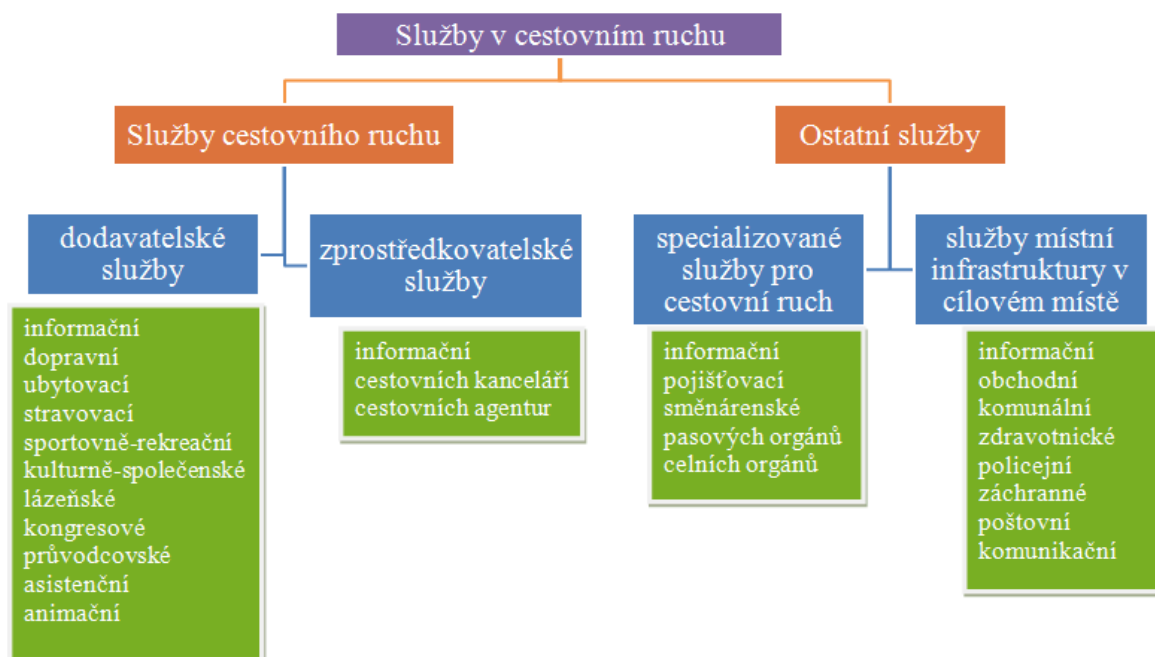 Služby v cestovním ruchu
Služby cestovního ruchu
Ostatní služby
dodavatelské
služby
zprostředkovatelské
služby
specializované
služby pro
cestovní ruch
služby místní
infrastruktury v
cílovém místě
informační
dopravní
ubytovací
stravovací
sportovně-rekreační
kulturně-společenské
lázeňské
kongresové
průvodcovské
asistenční
animační
informační
cestovních kanceláří
cestovních agentur
informační
pojišťovací
směnárenské
pasových orgánů
celních orgánů
informační
obchodní
komunální
zdravotnické
policejní
záchranné
poštovní
komunikační